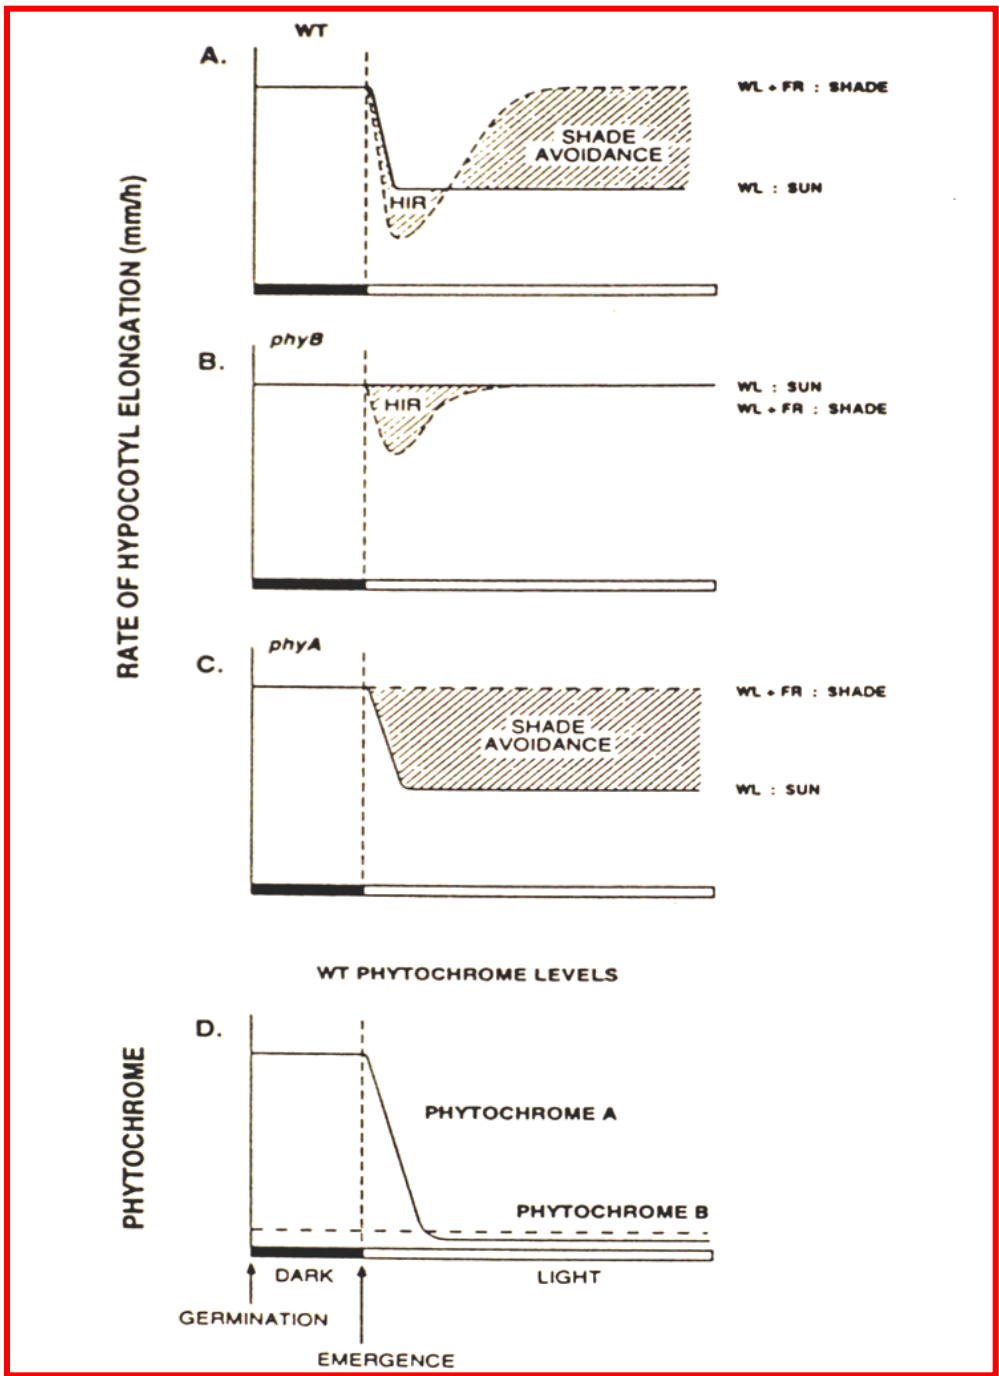 WT
A.
WL + FR : SHADE
SHADE
AVOIDANCE
WL : SUN
HIR
RATE OF HYPOCOTYL ELONGATION (mm/h)
phyB
B.
WL : SUN
HIR
WL + FR : SHADE
phyA
C.
WL + FR : SHADE
SHADE
AVOIDANCE
WL : SUN
WT PHYTOCHROME LEVELS
D.
PHYTOCHROME
PHYTOCHROME A
PHYTOCHROME B
DARK
LIGHT
GERMINATION
EMERGENCE